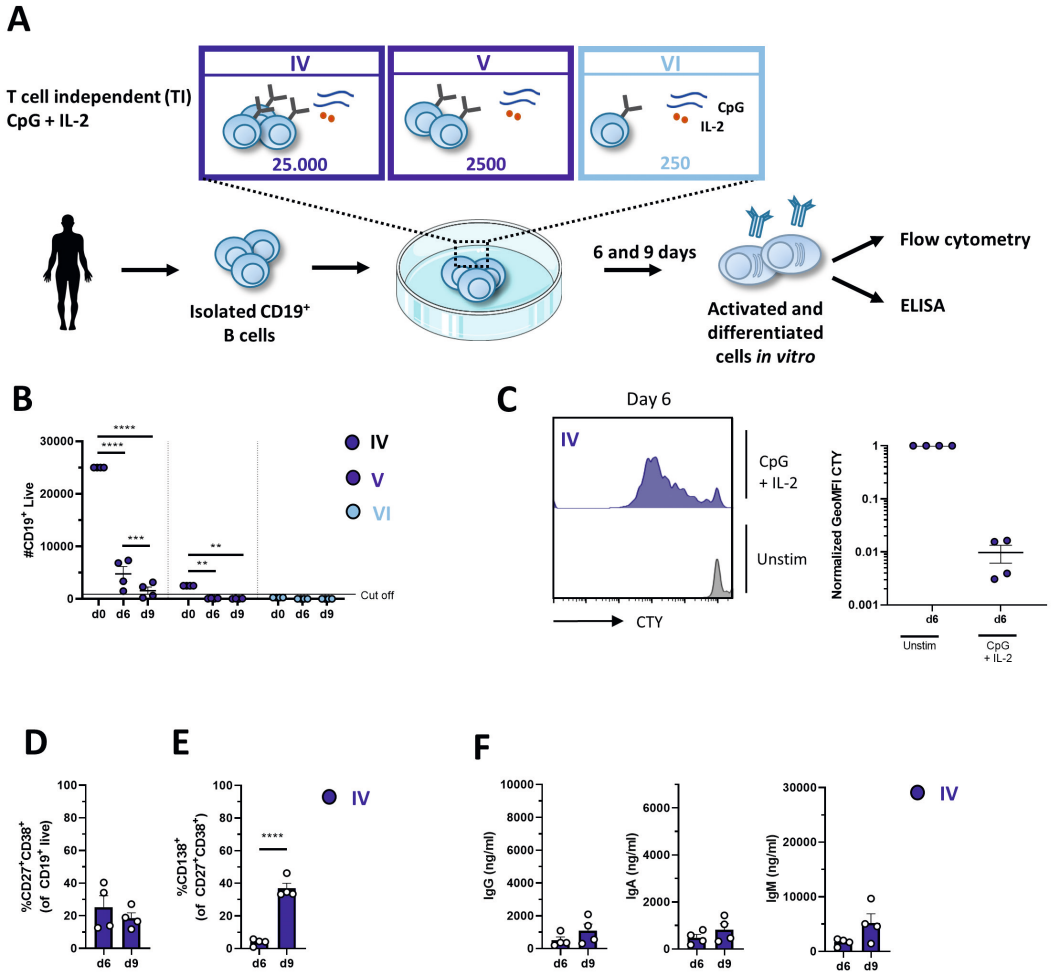 A
T cell independent (TI)
CpG + IL-2
IV
V
VI
CpG
IL-2
25.000
2500
250
Isolated CD19+
B cells
6 and 9 days
Activated and
differentiated
cells in vitro
Flow cytometry
ELISA
B
#CD19+ Live
30000
20000
10000
0
****
****
***
**
**
Cut off
d0 d6 d9 d0 d6 d9 d0 d6 d9
IV
V
VI
C
Day 6
IV
CpG
+ IL-2
Unstim
CTY
Normalized GeoMFI CTY
1
0.1
0.01
0.001
d6 d6
Unstim
CpG
+ IL-2
D
%CD27+CD38+
(of CD19+ live)
100
80
60
40
20
0
d6 d9
E
%CD138+
(of CD27+CD38+)
100
80
60
40
20
0
****
d6 d9
IV
F
IgG (ng/ml)
10000
8000
6000
4000
2000
0
d6 d9
IgA (ng/ml)
6000
4000
2000
0
d6 d9
IgM (ng/ml)
30000
20000
10000
0
d6 d9
IV